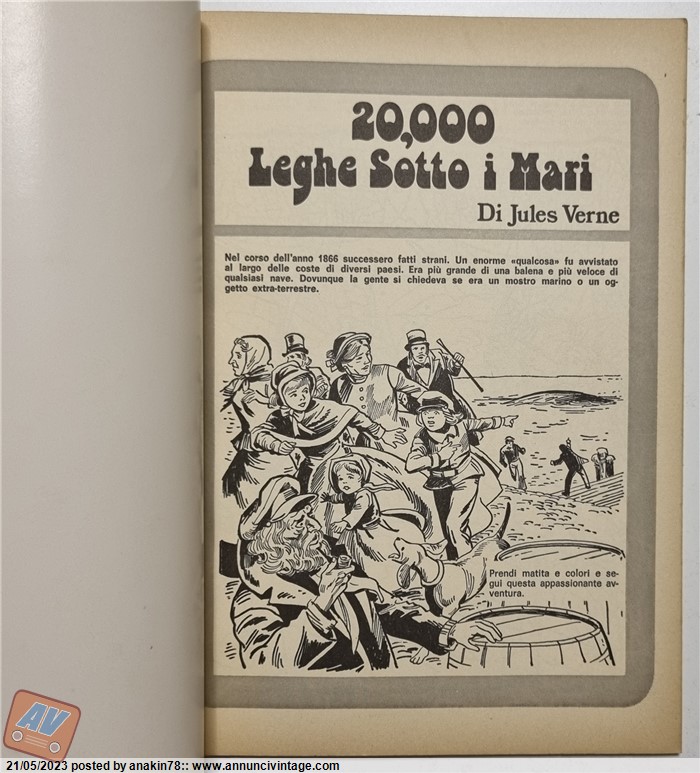 20,000
Leghe Sotto i Mari
Di Jules Verne
Nel corso dell'anno 1866 successero fatti strani. Un enorme «qualcosa» fu avvistato
al largo delle coste di diversi paesi. Era più grande di una balena e più veloce di
qualsiasi nave. Dovunque la gente si chiedeva se era un mostro marino o un og-
getto extra-terrestre.
Prendi matita e colori e se-
gui questa appassionante av-
ventura.
AV
21/05/2023 posted by anakin78:: www.annuncivintage.com